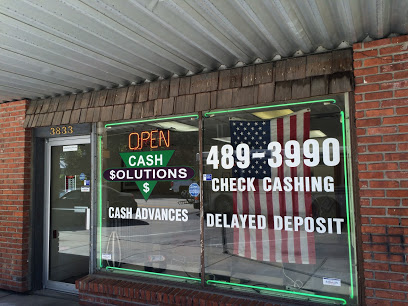 3833
OPEN
CASH
$OLUTIONS
$
CASH ADVANCES
489-3990
CHECK CASHING
DELAYED DEPOSIT